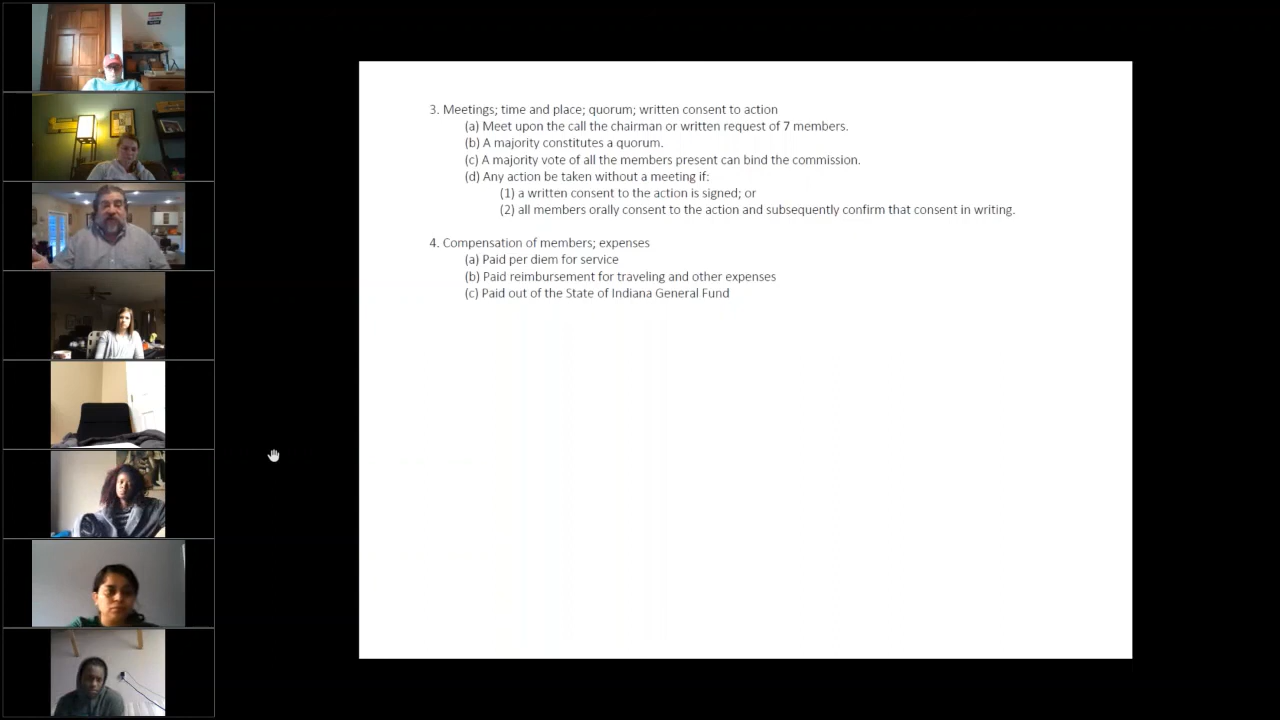 3. Meetings; time and place; quorum; written consent to action
(a) Meet upon the call the chairman or written request of 7 members.
(b) A majority constitutes a quorum.
(c) A majority vote of all the members present can bind the commission.
(d) Any action be taken without a meeting if:
(1) a written consent to the action is signed; or
(2) all members orally consent to the action and subsequently confirm that consent in writing.
4. Compensation of members; expenses
(a) Paid per diem for service
(b) Paid reimbursement for traveling and other expenses
(c) Paid out of the State of Indiana General Fund